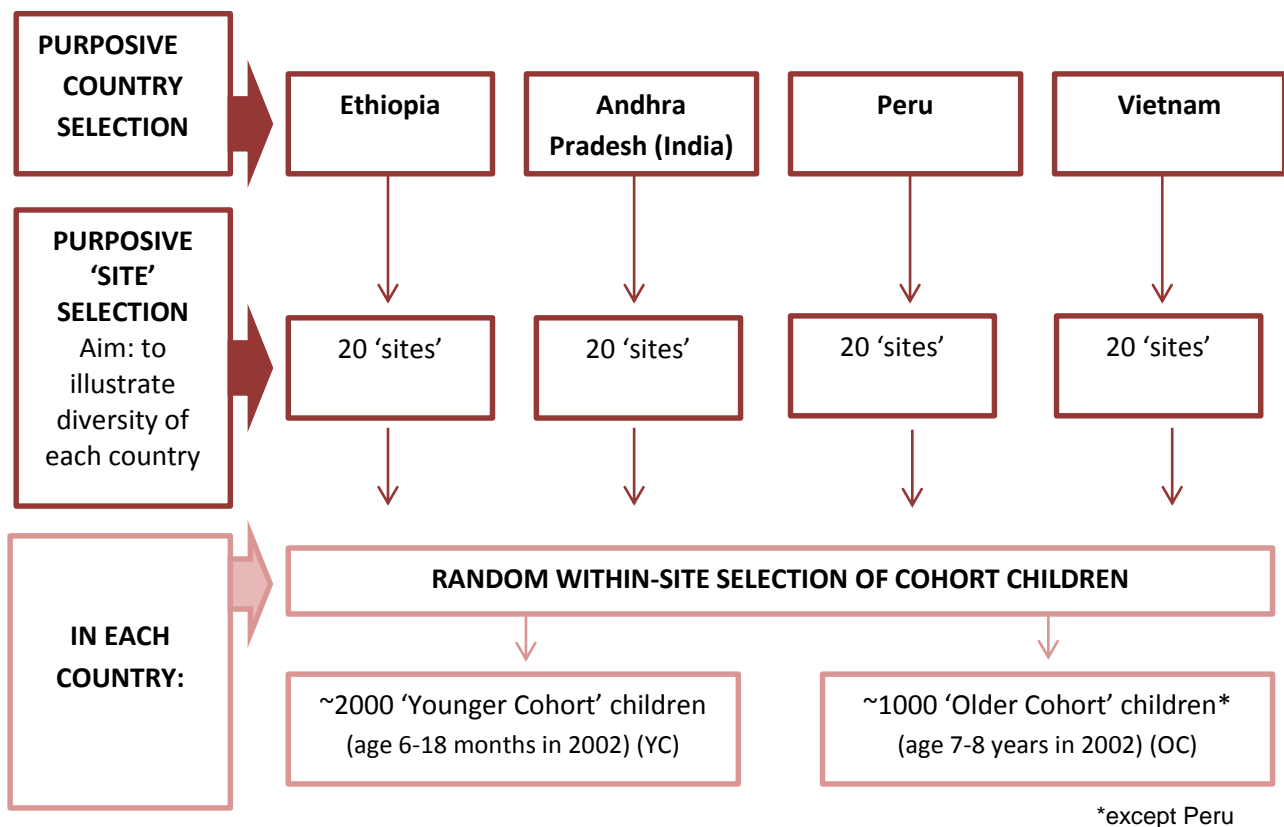 PURPOSIVE
COUNTRY
SELECTION
Ethiopia
Andhra
Pradesh (India)
Peru
Vietnam
PURPOSIVE
‘SITE’
SELECTION
Aim: to
illustrate
diversity of
each country
20 ‘sites’
20 ‘sites’
20 ‘sites’
20 ‘sites’
IN EACH
COUNTRY:
RANDOM WITHIN-SITE SELECTION OF COHORT CHILDREN
~2000 ‘Younger Cohort’ children
(age 6-18 months in 2002) (YC)
~1000 ‘Older Cohort’ children*
(age 7-8 years in 2002) (OC)
*except Peru